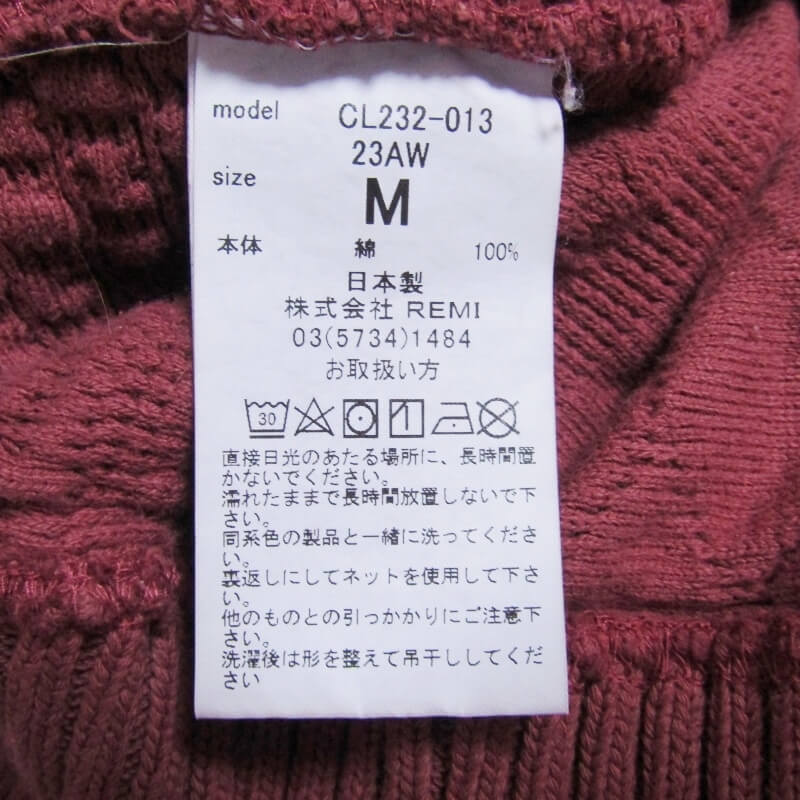 model CL232-013
23AW
size M
本体 綿 100%
日本製
株式会社 REMI
03(5734)1484
お取扱い方
30
直接日光のあたる場所に、長時間置
かないでください。
濡れたままで長時間放置しないで下
さい。
同系色の製品と一緒に洗ってくださ
い。
裏返しにしてネットを使用して下さ
い。
他のものとの引っかかりにご注意下
さい。
洗濯後は形を整えて吊干ししてくだ
さい